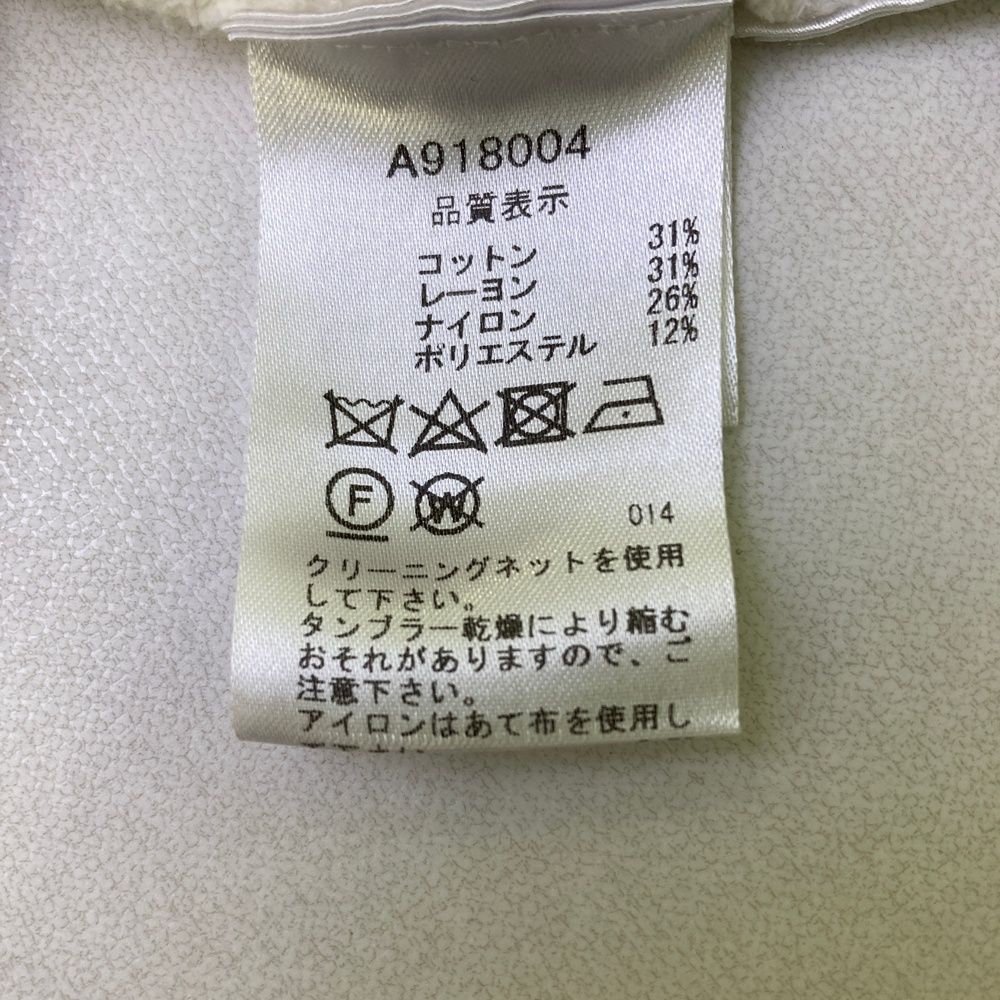 A918004
品質表示
コットン 31%
レーヨン 31%
ナイロン 26%
ポリエステル 12%
F W
014
クリーニングネットを使用
して下さい。
タンブラー乾燥により縮む
おそれがありますので、ご
注意下さい。
アイロンはあて布を使用し